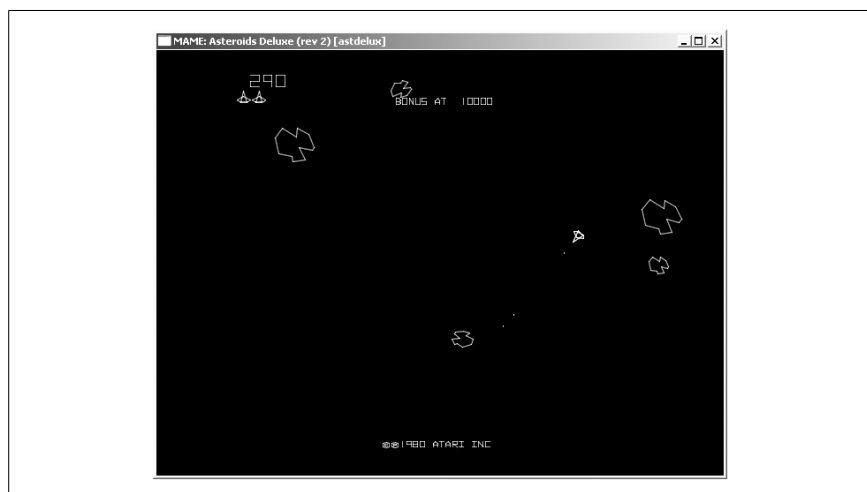 MAME: Asteroids Deluxe (rev 2) [astdelux]
290
BONUS AT 10000
©℗1980 ATARI INC